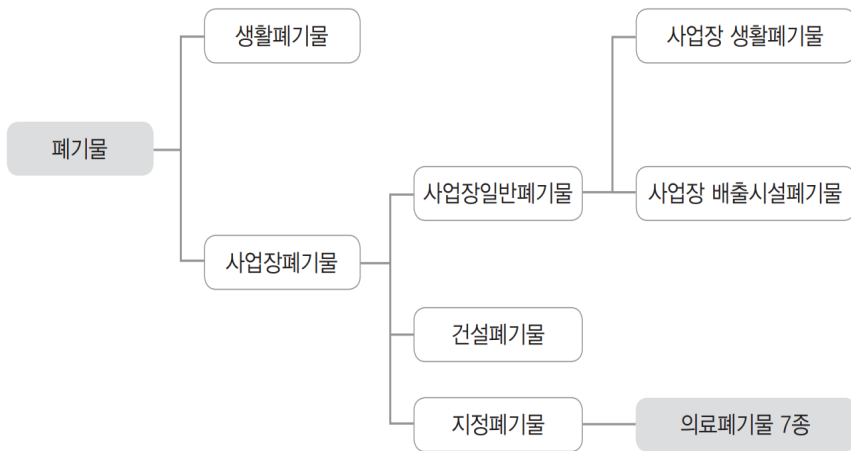 생활폐기물
사업장 생활폐기물
폐기물
사업장일반폐기물
사업장 배출시설폐기물
사업장폐기물
건설폐기물
지정폐기물
의료폐기물 7종